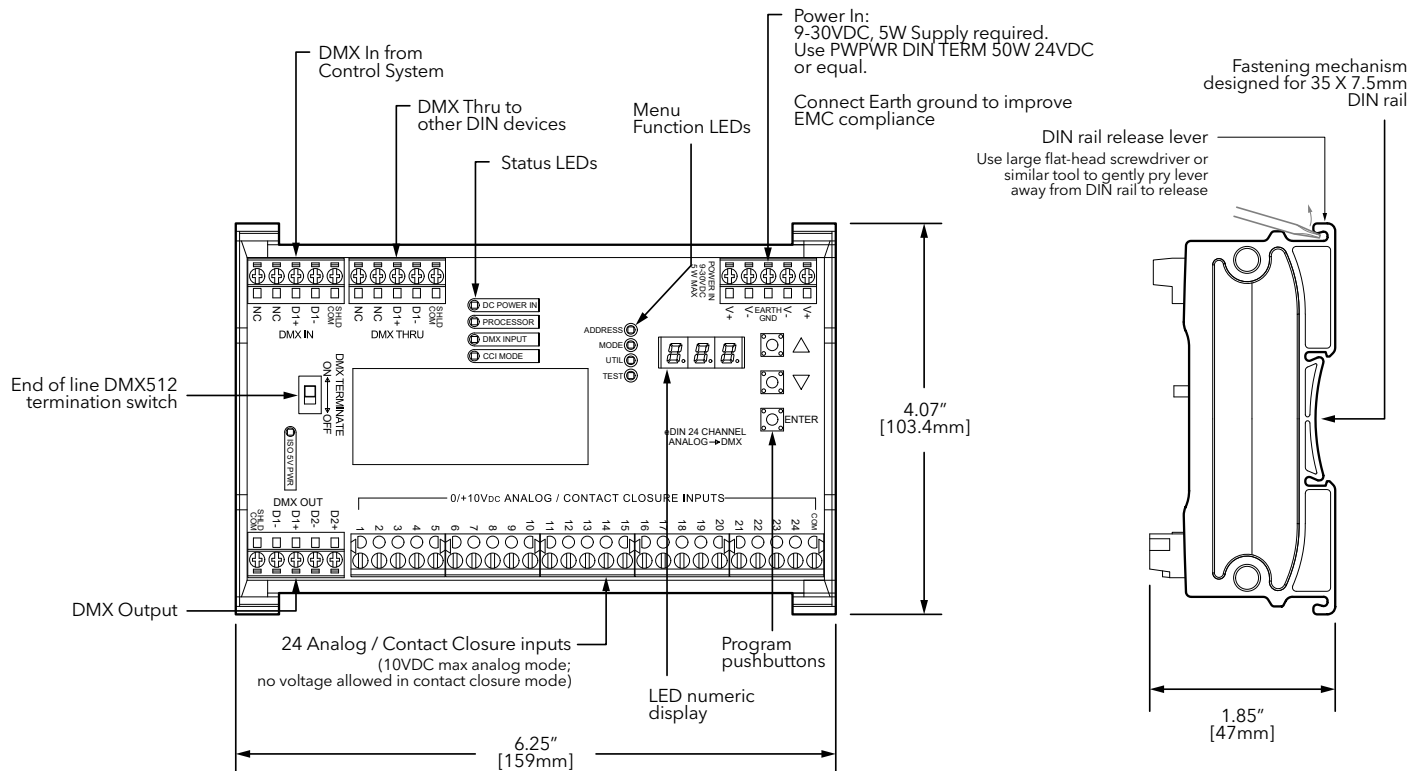 Power In:
9-30VDC, 5W Supply required.
Use PWPWR DIN TERM 50W 24VDC
or equal.
Connect Earth ground to improve
EMC compliance
DMX In from
Control System
DMX Thru to
other DIN devices
Status LEDs
Menu
Function LEDs
Fastening mechanism
designed for 35 X 7.5mm
DIN rail
DIN rail release lever
Use large flat-head screwdriver or
similar tool to gently pry lever
away from DIN rail to release
NC
NC
D1+
D1-
SHLD
COM
DMX IN
NC
NC
D1+
D1-
SHLD
COM
DMX THRU
DC POWER IN
PROCESSOR
DMX INPUT
CCI MODE
ADDRESS
MODE
UTIL
TEST
8.8.8.
POWER IN
9-30VDC
5W MAX
V+
V-
EARTH
GND
V-
V+
△
▽
ENTER
End of line DMX512
termination switch
DMX TERMINATE
ON
OFF
ISO 5V PWR
DIN 24 CHANNEL
ANALOG→DMX
DMX OUT
SHLD
COM
D1-
D1+
D2-
D2+
0/+10VDC ANALOG / CONTACT CLOSURE INPUTS
1 2 3 4 5 6 7 8 9 10 11 12 13 14 15 16 17 18 19 20 21 22 23 24 COM
DMX Output
24 Analog / Contact Closure inputs
(10VDC max analog mode;
no voltage allowed in contact closure mode)
LED numeric
display
Program
pushbuttons
4.07”
[103.4mm]
6.25”
[159mm]
1.85”
[47mm]